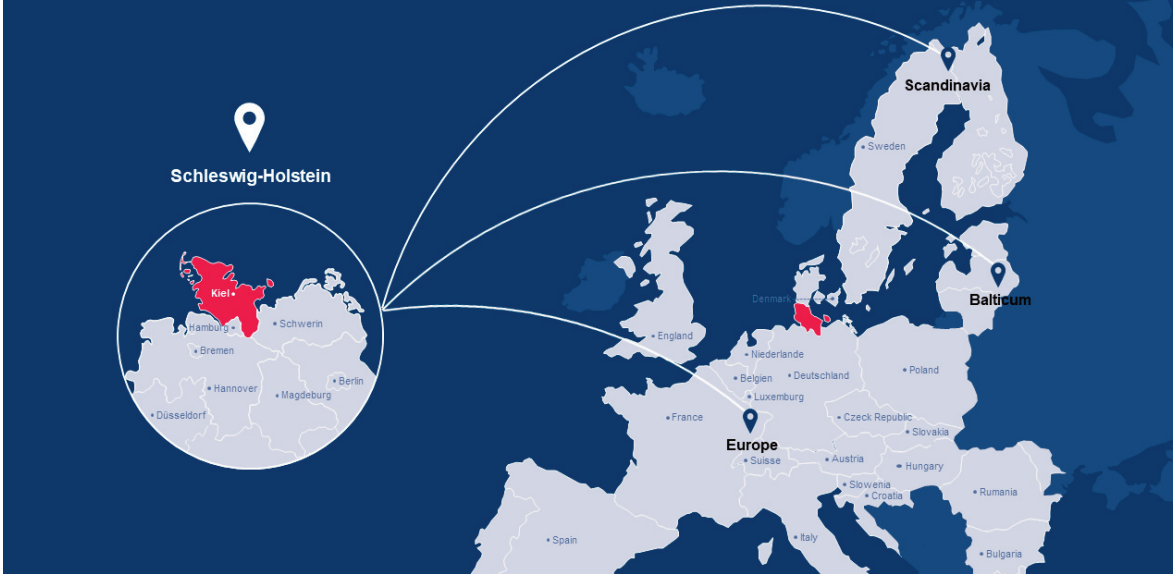 Schleswig-Holstein
Kiel
Hamburg
Schwerin
Bremen
Berlin
Hannover
Magdeburg
Düsseldorf
Scandinavia
Sweden
Balticum
Denmark
England
Niederlande
Belgien
Deutschland
Poland
Luxemburg
France
Czeck Republic
Slovakia
Europe
Suisse
Austria
Hungary
Slowenia
Croatia
Rumania
Spain
Italy
Bulgaria